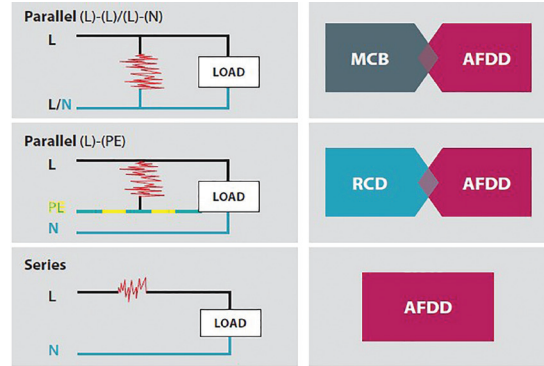 Parallel (L)-(L)/(L)-(N)
L
LOAD
L/N
MCB AFDD
Parallel (L)-(PE)
L
LOAD
PE
N
RCD AFDD
Series
L
LOAD
N
AFDD